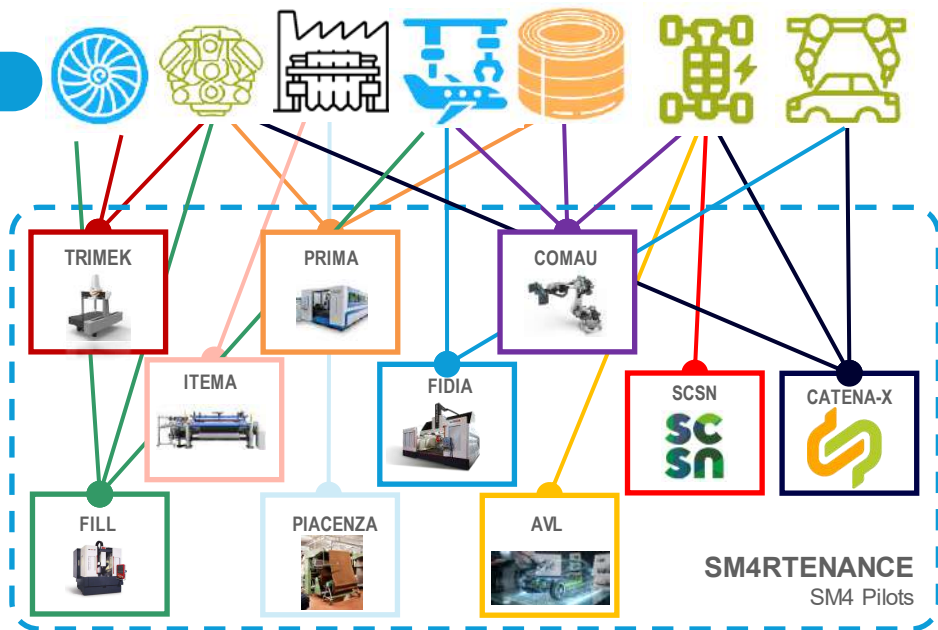 TRIMEK
PRIMA
COMAU
ITEMA
FIDIA
SCSN
CATENA-X
SC
SN
FILL
PIACENZA
AVL
SM4RTENANCE
SM4 Pilots